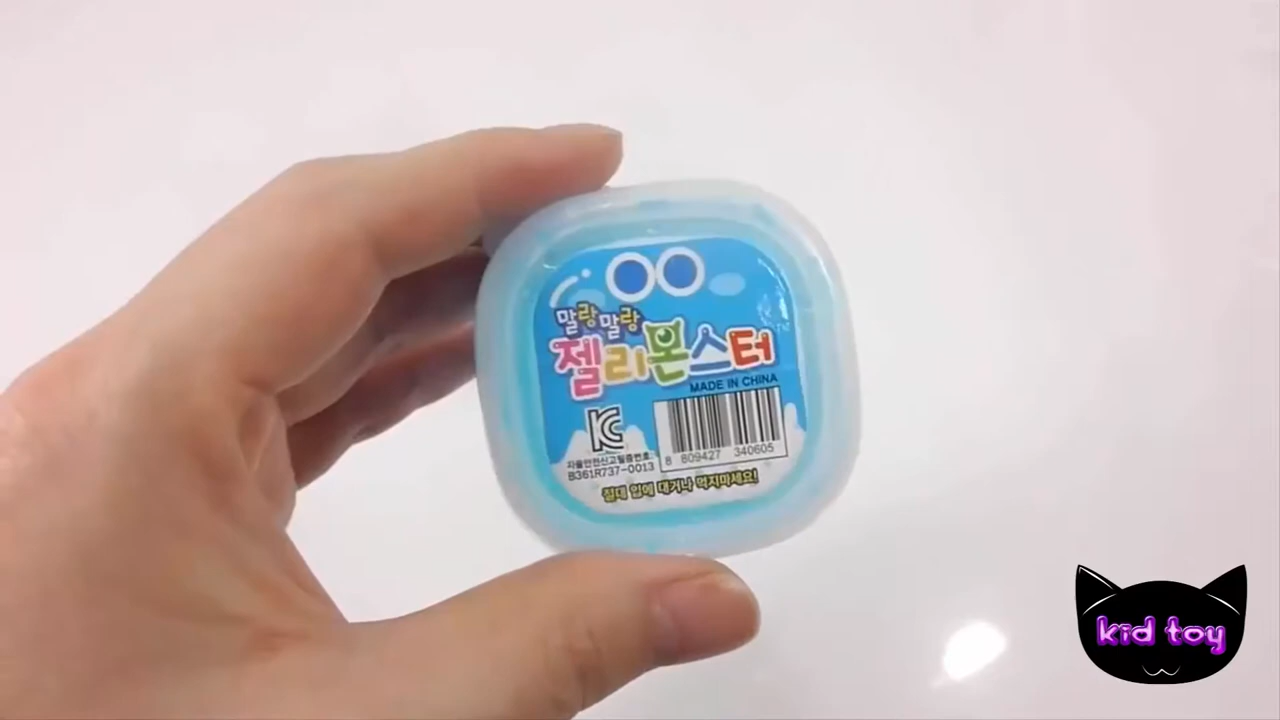 말랑말랑
젤리몬스터
MADE IN CHINA
자율안전신고필증번호:
B361R737-0013
8 809427 340605
절대 입에 대거나 먹지마세요!
kid toy